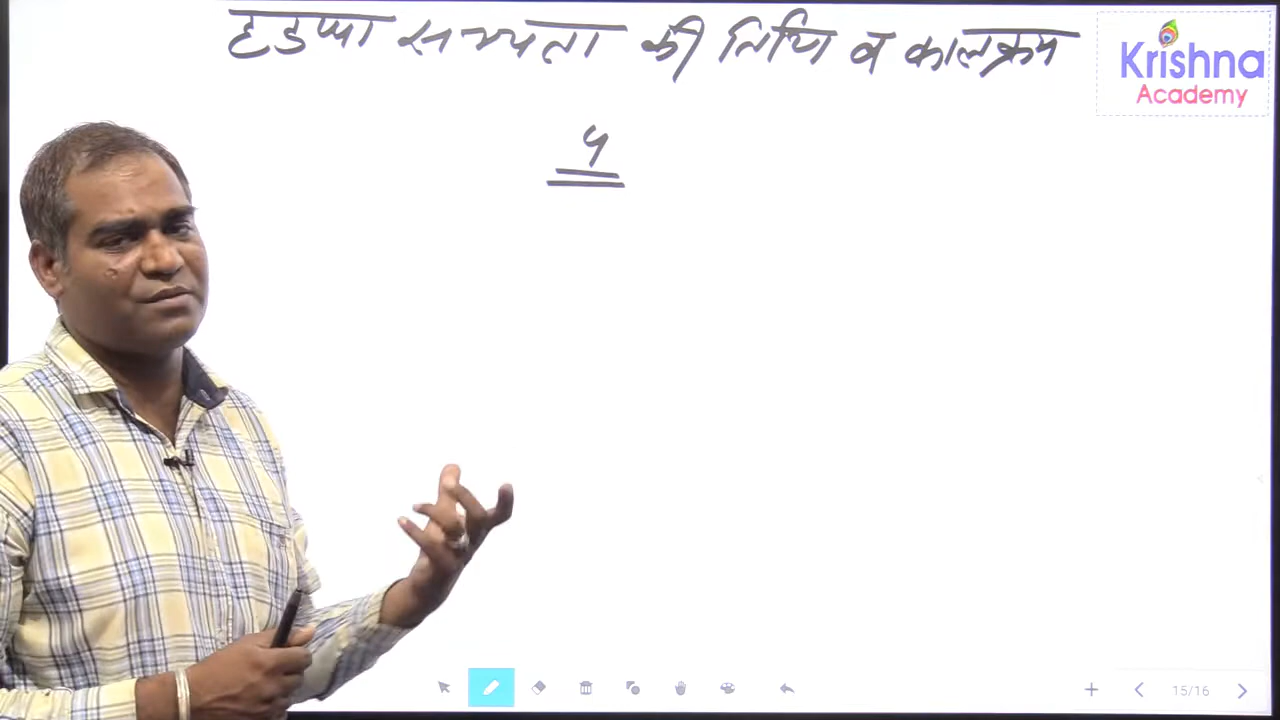 हडप्पा सभ्यता की तिथि व कालक्रम
Krishna
Academy
५
15/16